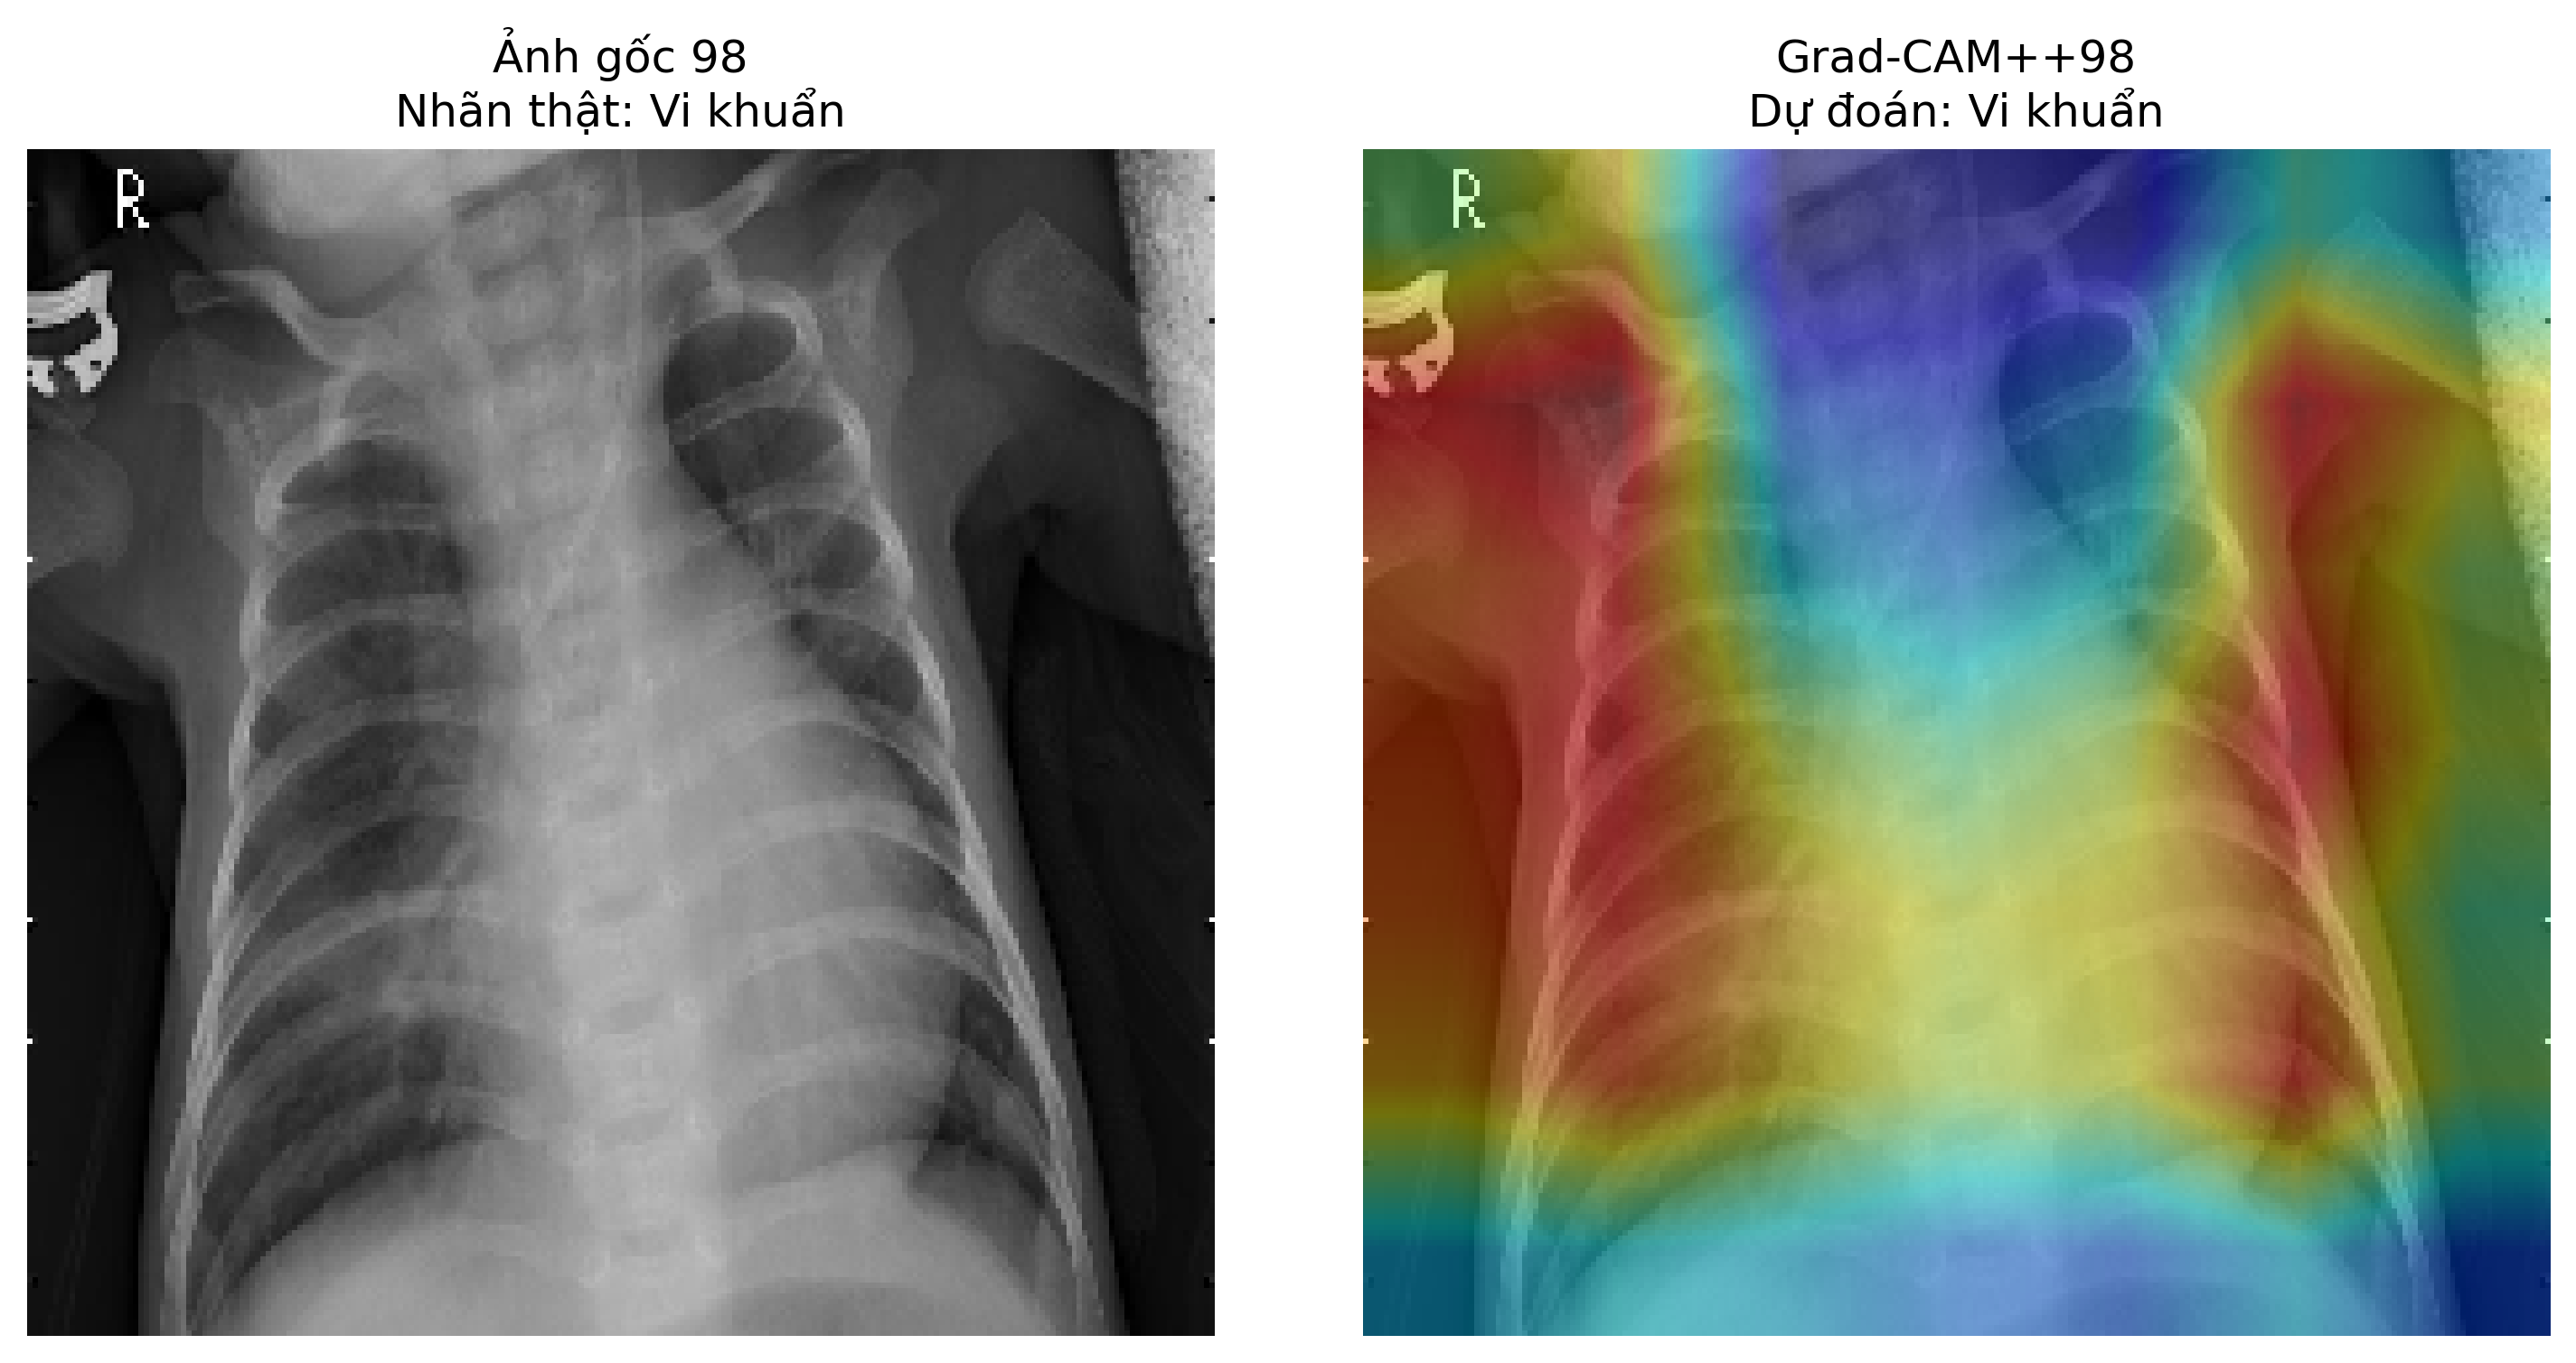 Ảnh gốc 98
Nhãn thật: Vi khuẩn
R
Grad-CAM++98
Dự đoán: Vi khuẩn
R